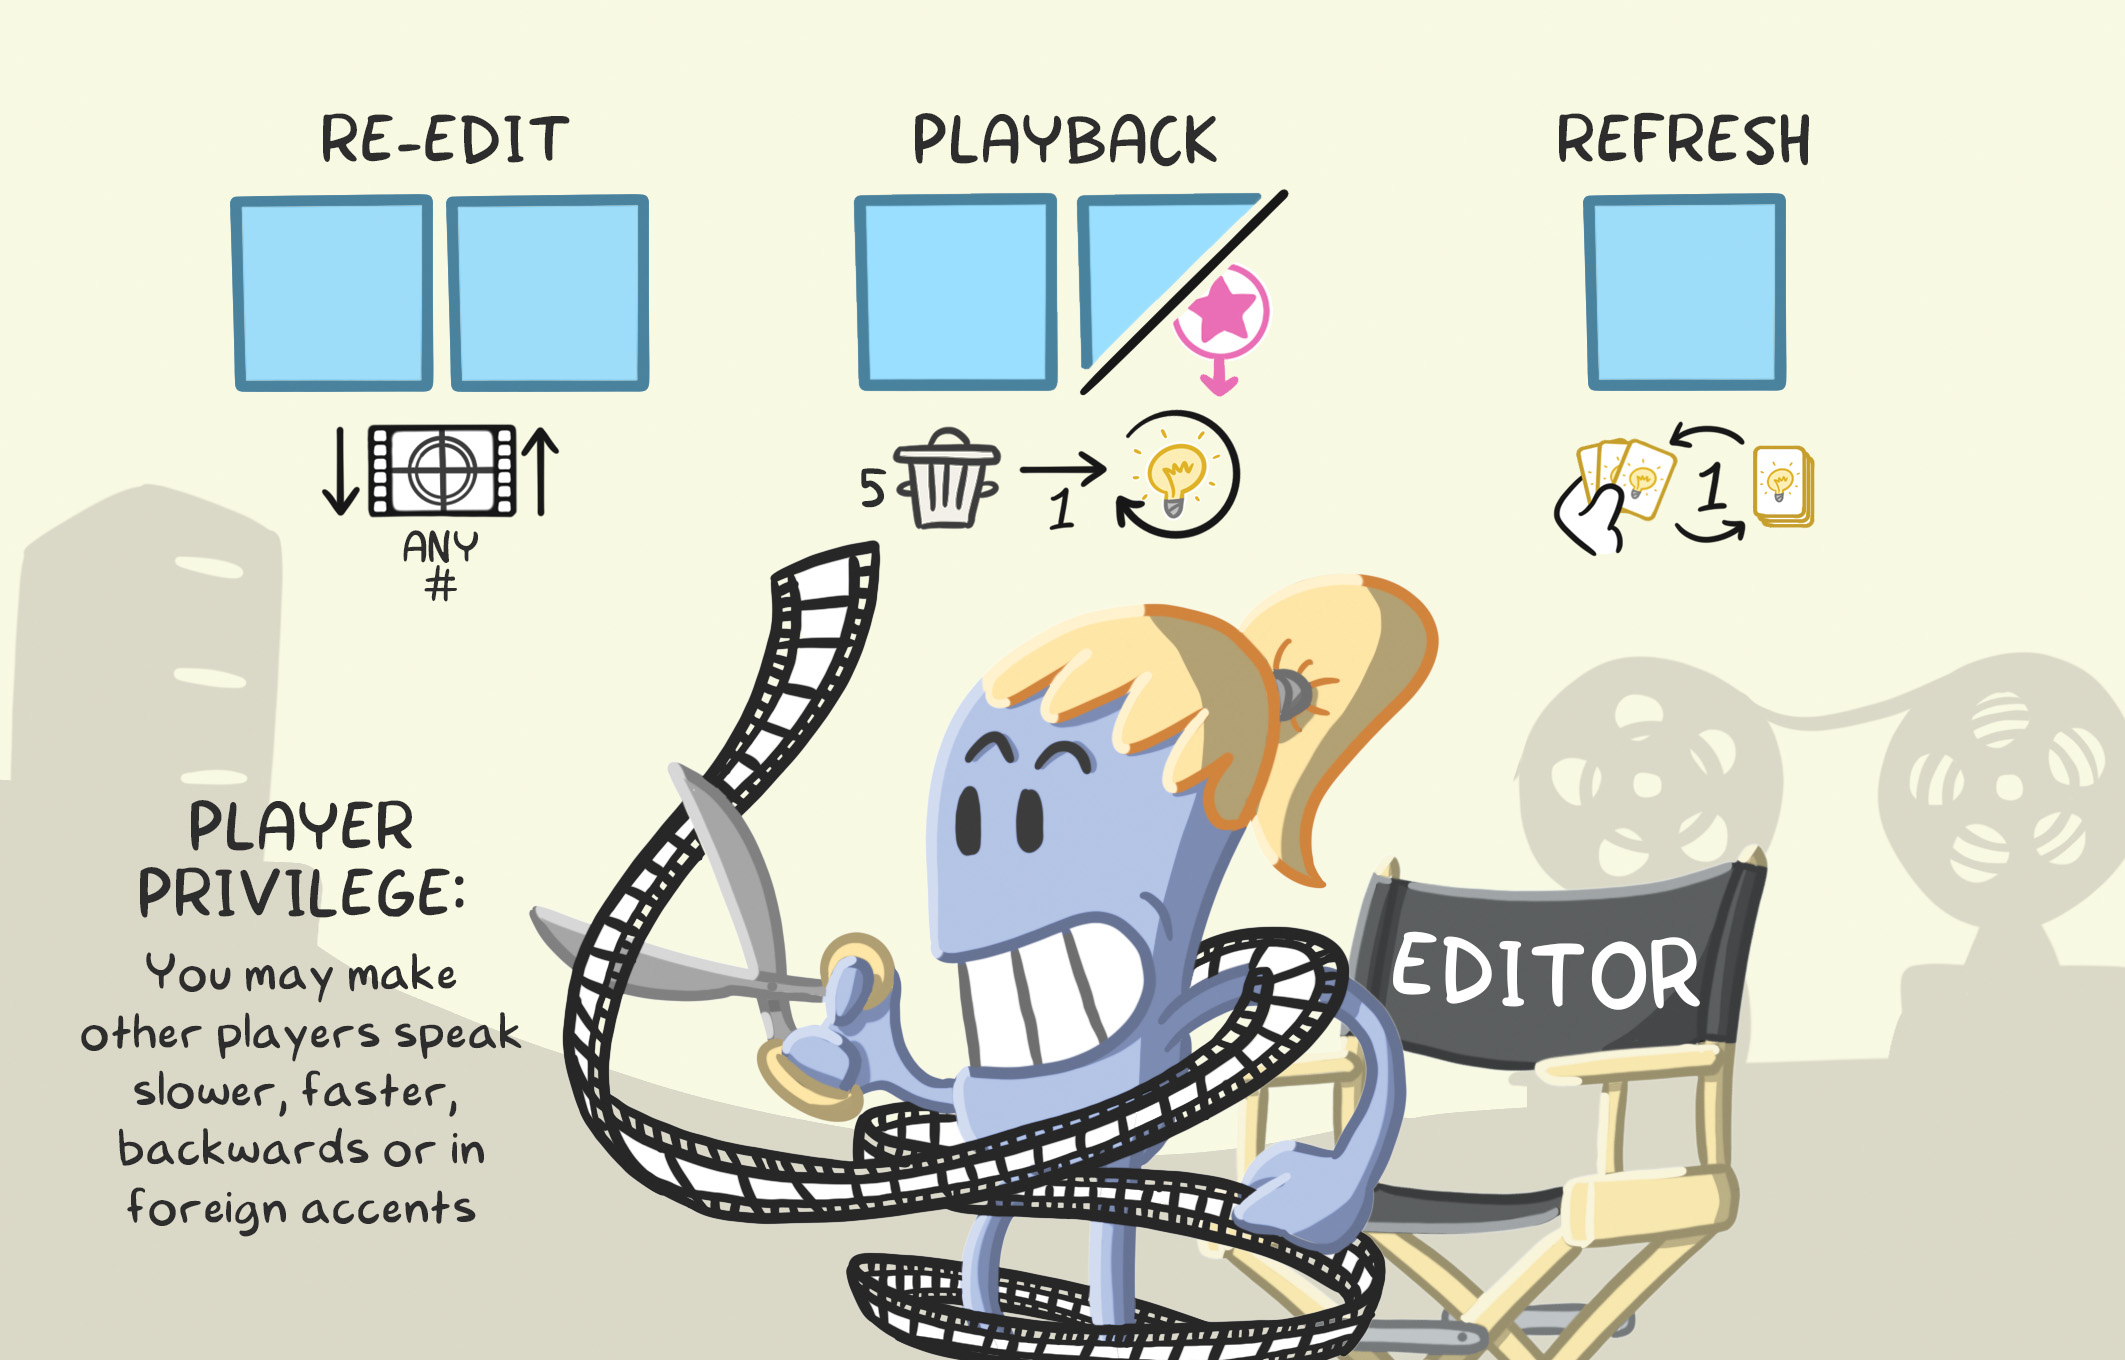 RE-EDIT
PLAYBACK
REFRESH
ANY
#
5
1
1
PLAYER
PRIVILEGE:
You may make
other players speak
slower, faster,
backwards or in
foreign accents
EDITOR